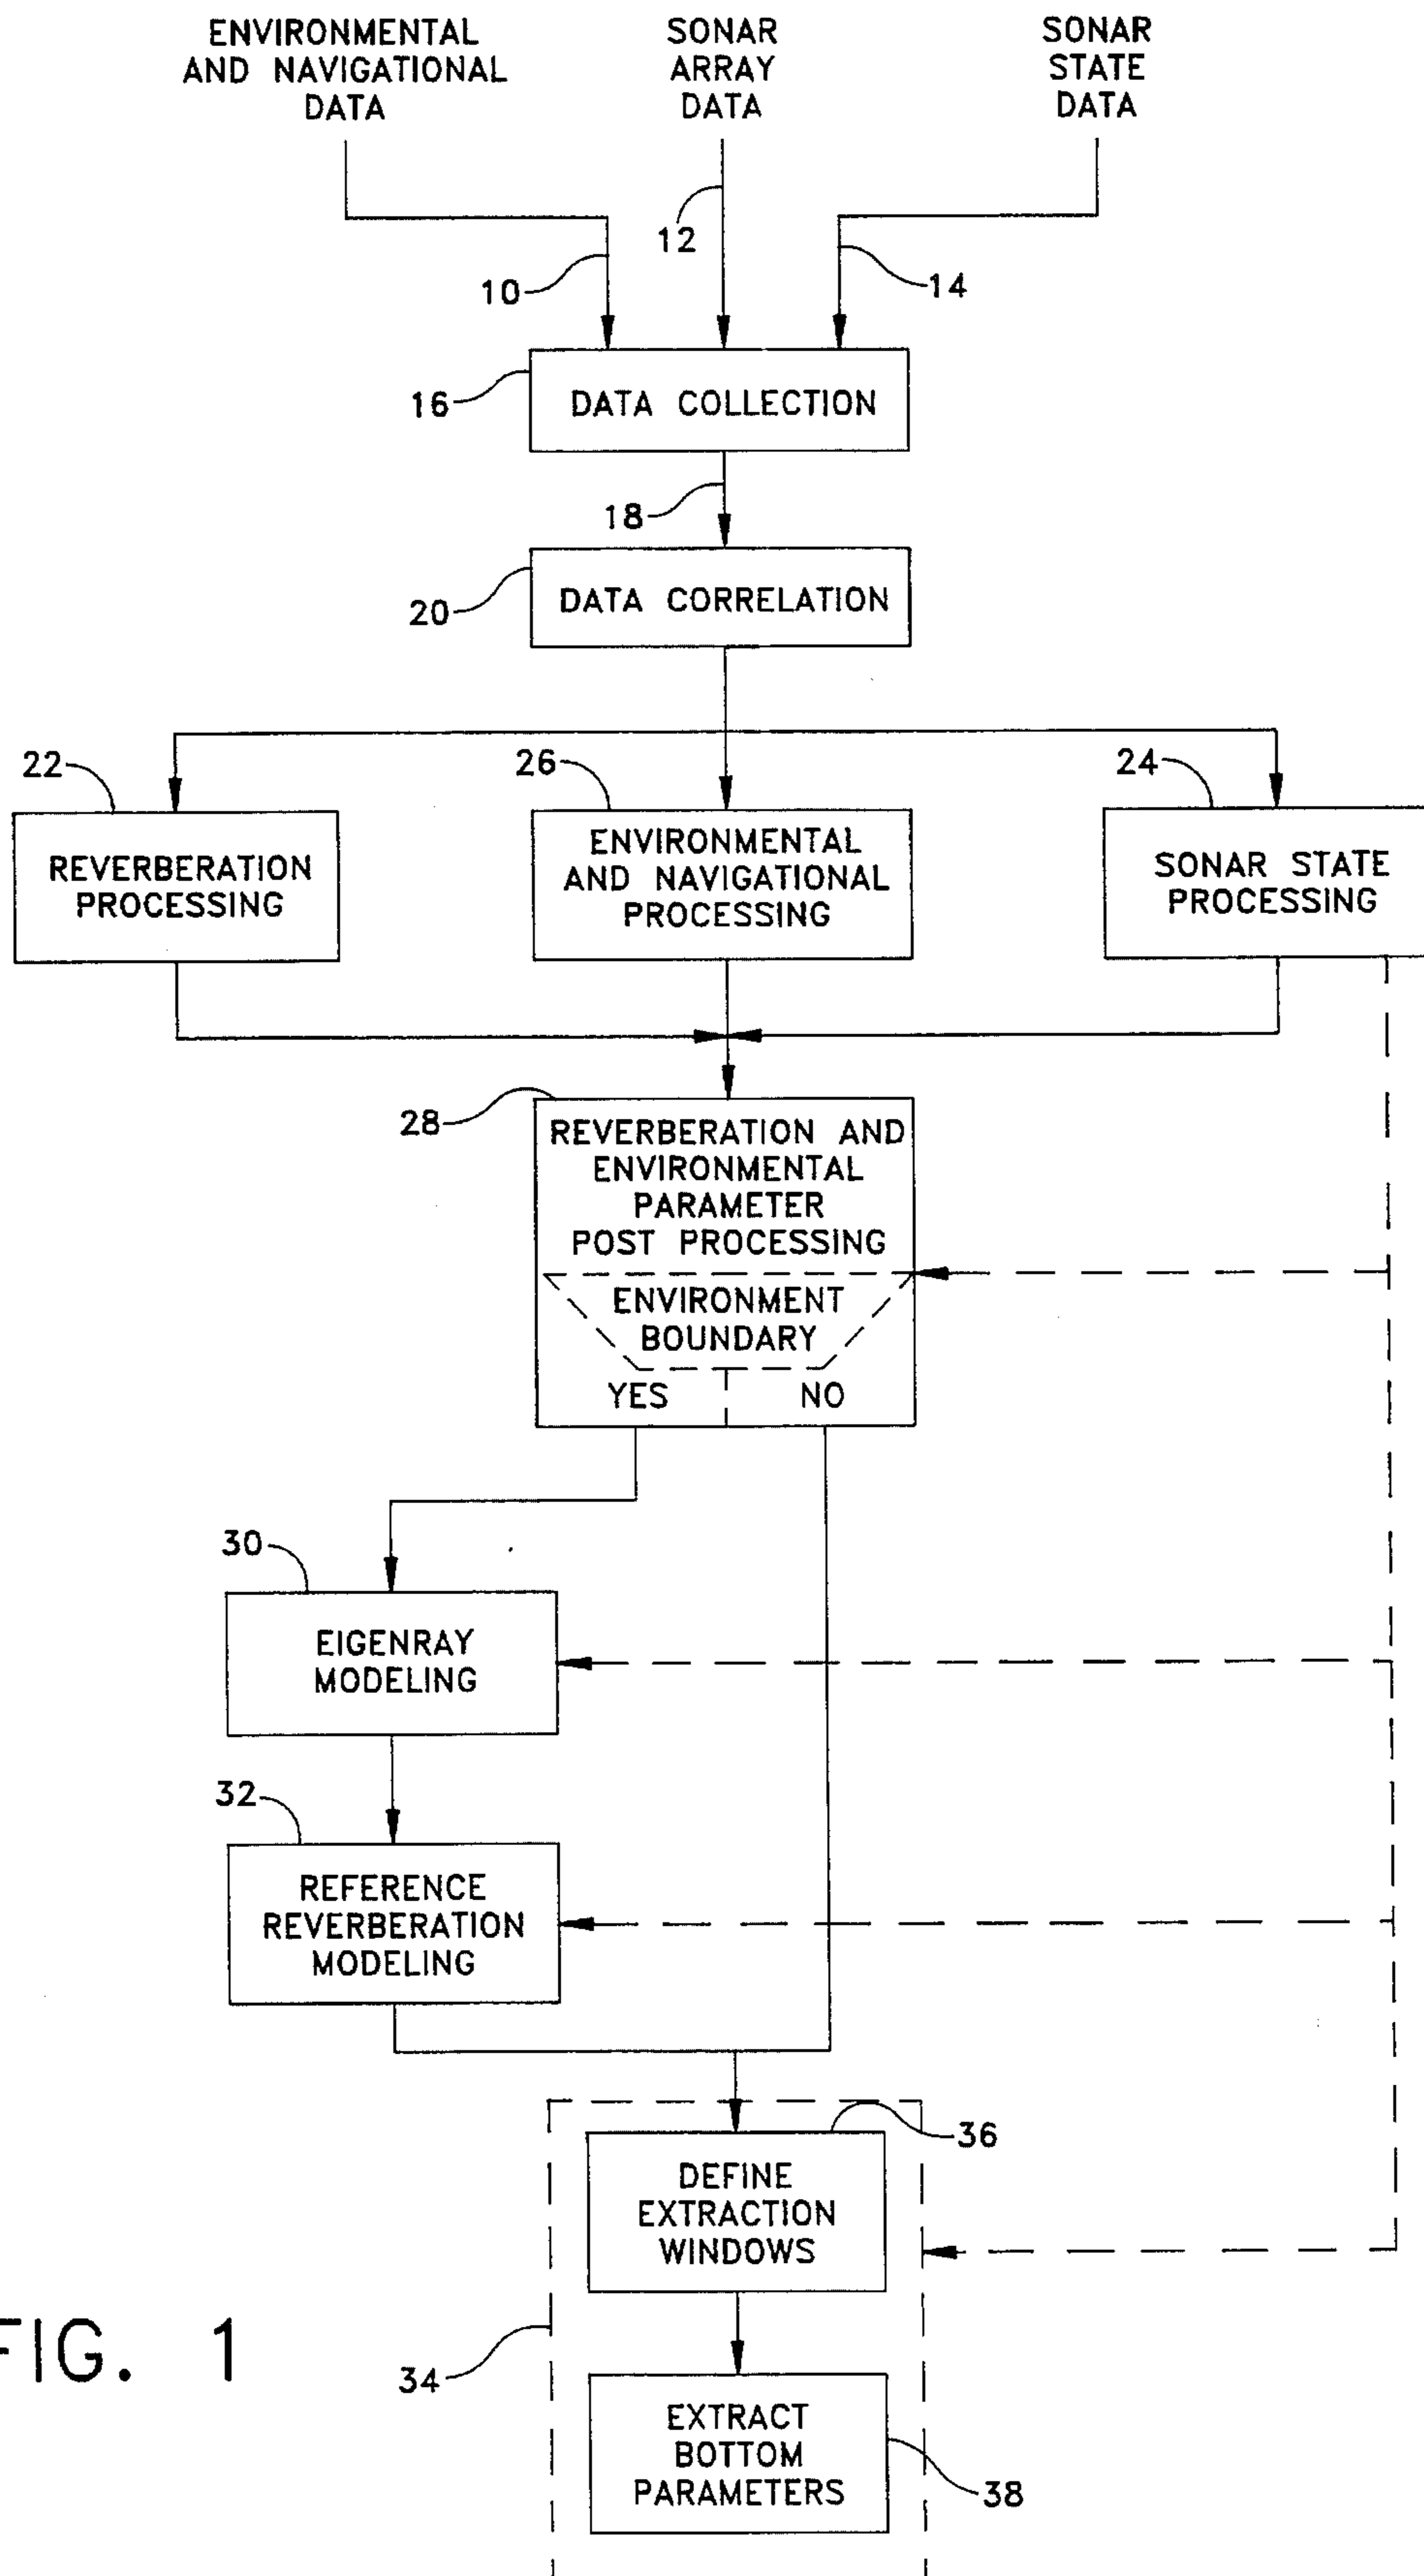 ENVIRONMENTAL
AND NAVIGATIONAL
DATA
SONAR
ARRAY
DATA
SONAR
STATE
DATA
12
10
14
16
DATA COLLECTION
18
20
DATA CORRELATION
22
26
24
REVERBERATION
PROCESSING
ENVIRONMENTAL
AND NAVIGATIONAL
PROCESSING
SONAR STATE
PROCESSING
28
REVERBERATION AND
ENVIRONMENTAL
PARAMETER
POST PROCESSING
ENVIRONMENT
BOUNDARY
YES
NO
30
EIGENRAY
MODELING
32
REFERENCE
REVERBERATION
MODELING
36
DEFINE
EXTRACTION
WINDOWS
FIG. 1
34
EXTRACT
BOTTOM
PARAMETERS
38